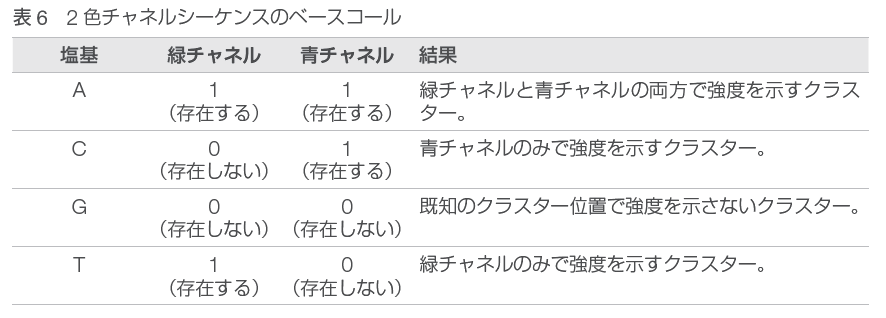 表6　2色チャネルシーケンスのベースコール
塩基　緑チャネル　青チャネル　結果
A　1　1　緑チャネルと青チャネルの両方で強度を示すクラス
（存在する）　（存在する）　ター。
C　0　1　青チャネルのみで強度を示すクラスター。
（存在しない）　（存在する）
G　0　0　既知のクラスター位置で強度を示さないクラスター。
（存在しない）　（存在しない）
T　1　0　緑チャネルのみで強度を示すクラスター。
（存在する）　（存在しない）